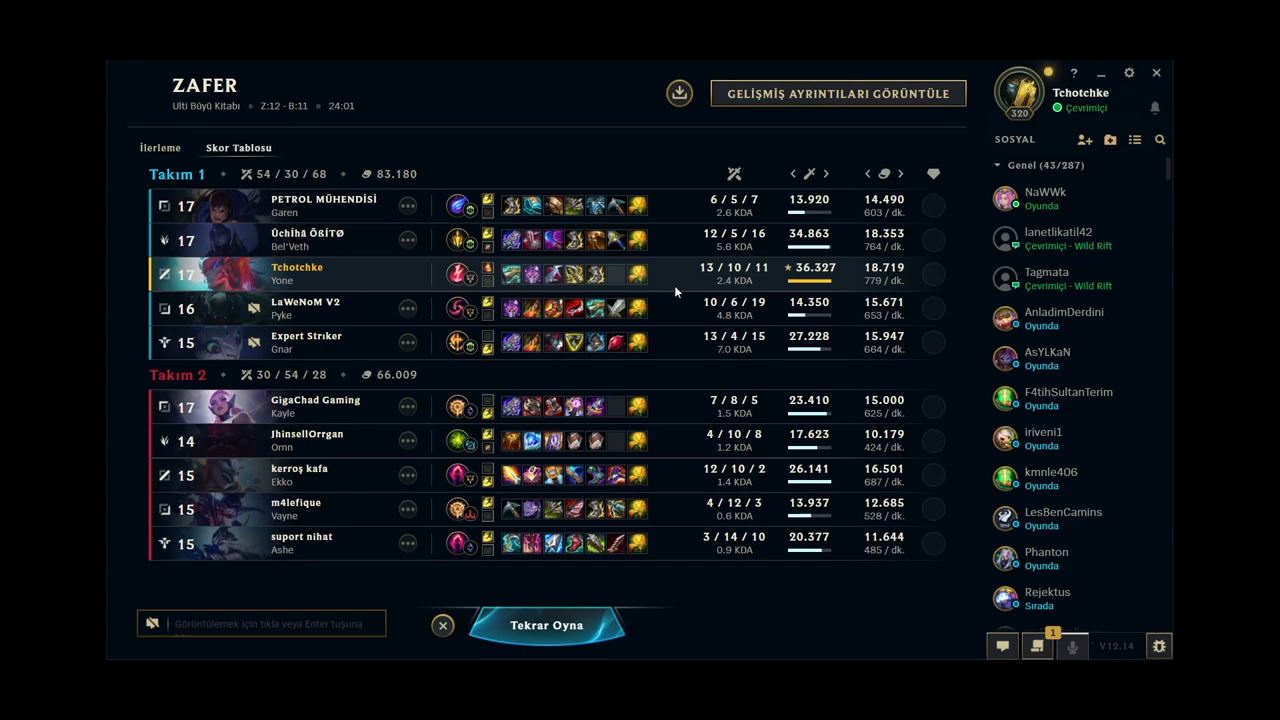 ZAFER
Ulti Büyü Kitabı • Z:12 - B:11 • 24:01
GELİŞMİŞ AYRINTILARI GÖRÜNTÜLE
İlerleme Skor Tablosu
Takım 1 54 / 30 / 68 83.180
17 PETROL MÜHENDİSİ 6 / 5 / 7 13.920 14.490
Garen 2.6 KDA 603 / dk.
17 12 / 5 / 16 34.863 18.353
Bel'Veth 5.6 KDA 764 / dk.
17 Tchotchke 13 / 10 / 11 36.327 18.719
Yone 2.4 KDA 779 / dk.
16 LaWeNoM V2 10 / 6 / 19 14.350 15.671
Pyke 4.8 KDA 653 / dk.
15 Expert Strıker 13 / 4 / 15 27.228 15.947
Gnar 7.0 KDA 664 / dk.
Takım 2 30 / 54 / 28 66.009
17 GigaChad Gaming 7 / 8 / 5 23.410 15.000
Kayle 1.5 KDA 625 / dk.
14 JhinsellOrrgan 4 / 10 / 8 17.623 10.179
Ornn 1.2 KDA 424 / dk.
15 kerroş kafa 12 / 10 / 2 26.141 16.501
Ekko 1.4 KDA 687 / dk.
15 m4lefique 4 / 12 / 3 13.937 12.685
Vayne 0.6 KDA 528 / dk.
15 suport nihat 3 / 14 / 10 20.377 11.644
Ashe 0.9 KDA 485 / dk.
Görüntülemek için tıkla veya Enter tuşuna
Tekrar Oyna
320
Tchotchke
Çevrimiçi
SOSYAL
Genel (43/287)
NaWWk
Oyunda
lanetlikatil42
Çevrimiçi - Wild Rift
Tagmata
Çevrimiçi - Wild Rift
AnladimDerdini
Oyunda
AsYLKaN
Oyunda
F4tihSultanTerim
Oyunda
iriveni1
Oyunda
kmnle406
Oyunda
LesBenCamins
Oyunda
Phanton
Oyunda
Rejektus
Sırada
1
V12.14